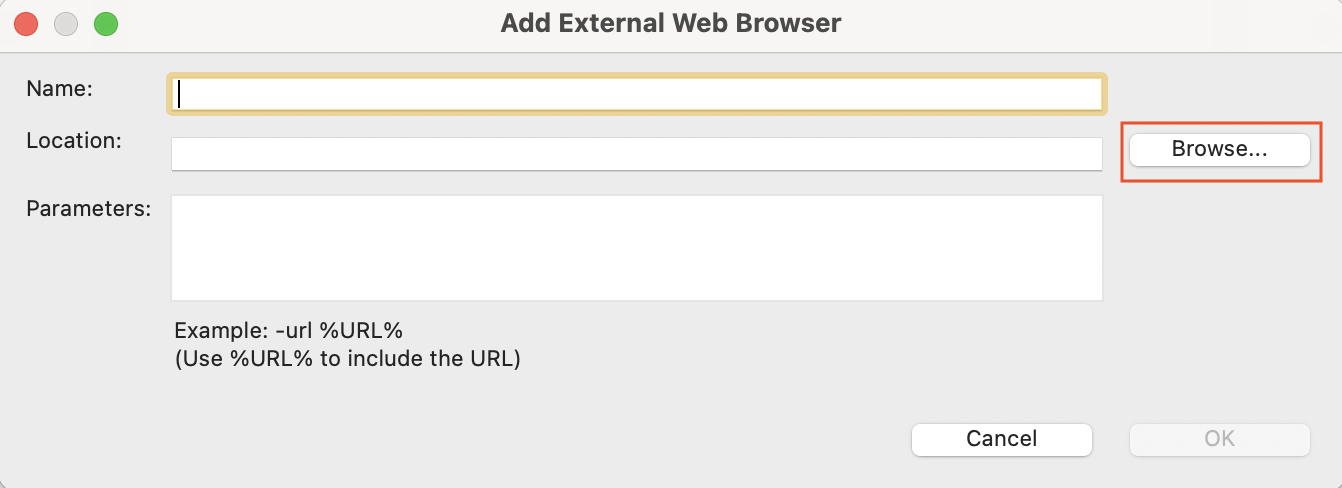 Add External Web Browser
Name:
Location:
Browse...
Parameters:
Example: -url %URL%
(Use %URL% to include the URL)
Cancel
OK